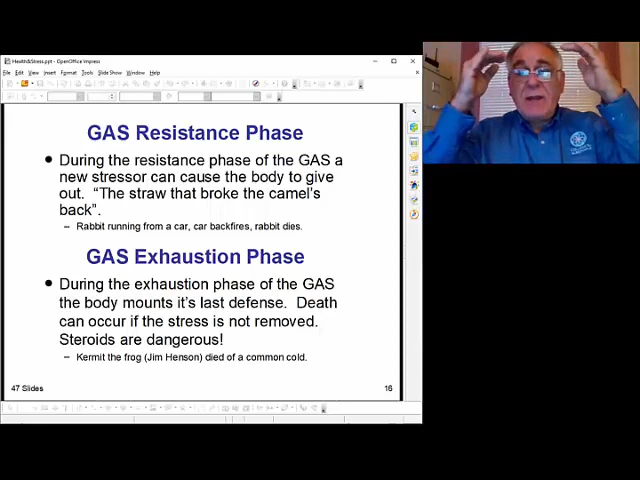 Health&Stress.ppt - OpenOffice Impress
File Edit View Insert Format Tools Slide Show Window Help
GAS Resistance Phase
During the resistance phase of the GAS a
new stressor can cause the body to give
out. “The straw that broke the camel’s
back”.
– Rabbit running from a car, car backfires, rabbit dies.
GAS Exhaustion Phase
During the exhaustion phase of the GAS
the body mounts it’s last defense. Death
can occur if the stress is not removed.
Steroids are dangerous!
– Kermit the frog (Jim Henson) died of a common cold.
47 Slides
16